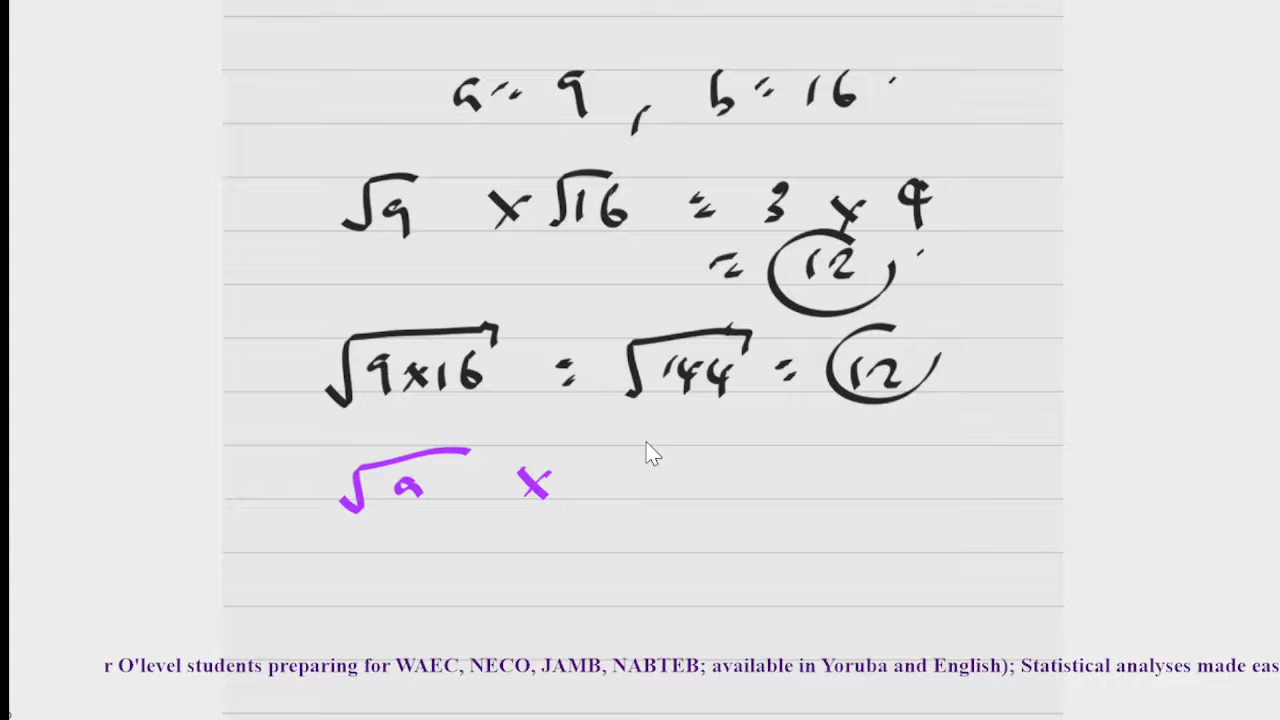 a = 9, b = 16.
√9 × √16 = 3 × 4
= 12.
√9×16 = √144 = 12
√a ×
r O'level students preparing for WAEC, NECO, JAMB, NABTEB; available in Yoruba and English); Statistical analyses made eas